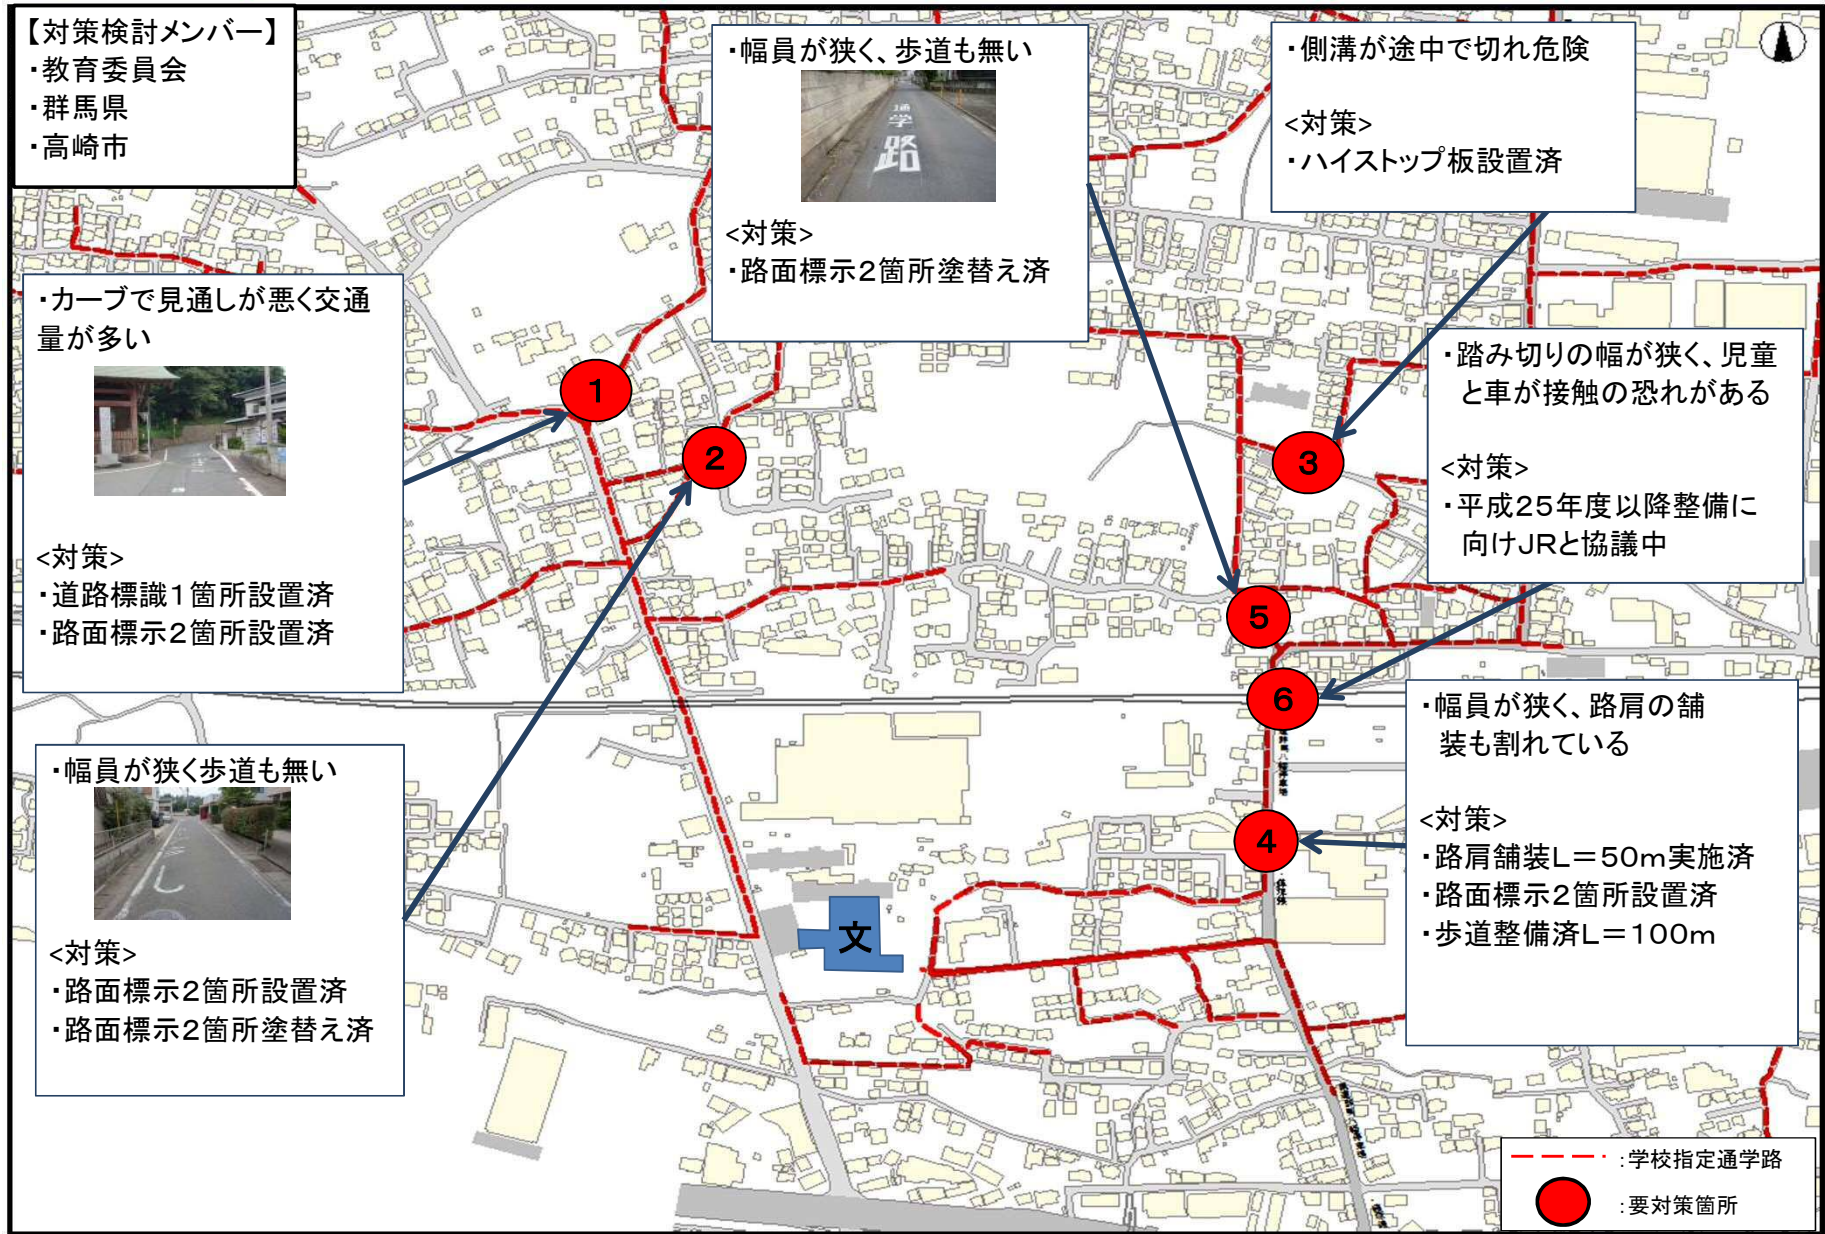 【対策検討メンバー】
・教育委員会
・群馬県
・高崎市
・幅員が狭く、歩道も無い
通
学
路
<対策>
・路面標示2箇所塗替え済
・側溝が途中で切れ危険
<対策>
・ハイストップ板設置済
・カーブで見通しが悪く交通
量が多い
<対策>
・道路標識1箇所設置済
・路面標示2箇所設置済
・踏み切りの幅が狭く、児童
と車が接触の恐れがある
<対策>
・平成25年度以降整備に
向けJRと協議中
1
2
3
5
6
4
・幅員が狭く歩道も無い
<対策>
・路面標示2箇所設置済
・路面標示2箇所塗替え済
・幅員が狭く、路肩の舗
装も割れている
<対策>
・路肩舗装L=50m実施済
・路面標示2箇所設置済
・歩道整備済L=100m
文
:学校指定通学路
:要対策箇所